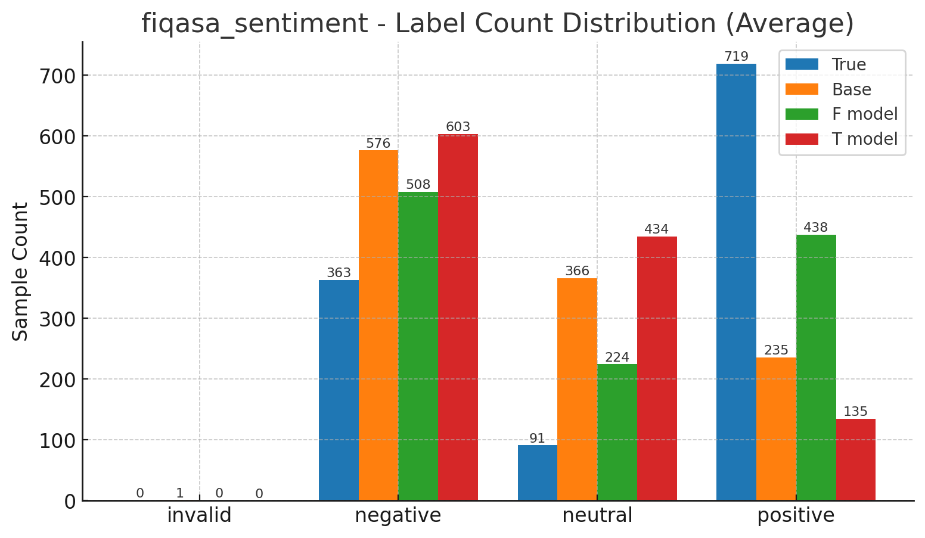 fiqasa_sentiment - Label Count Distribution (Average)
True
Base
F model
T model
Sample Count
700
600
500
400
300
200
100
0
0 1 0 0
363 576 508 603
91 366 224 434
719 235 438 135
invalid negative neutral positive